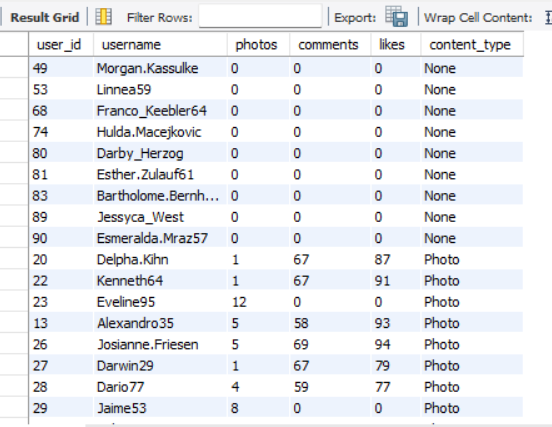 Result Grid Filter Rows: Export: Wrap Cell Content:
user_id username photos comments likes content_type
49 Morgan.Kassulke 0 0 0 None
53 Linnea59 0 0 0 None
68 Franco_Keebler64 0 0 0 None
74 Hulda.Macejkovic 0 0 0 None
80 Darby_Herzog 0 0 0 None
81 Esther.Zulauf61 0 0 0 None
83 Bartholome.Bernh... 0 0 0 None
89 Jessyca_West 0 0 0 None
90 Esmeralda.Mraz57 0 0 0 None
20 Delpha.Kihn 1 67 87 Photo
22 Kenneth64 1 67 91 Photo
23 Eveline95 12 0 0 Photo
13 Alexandro35 5 58 93 Photo
26 Josianne.Friesen 5 69 94 Photo
27 Darwin29 1 67 79 Photo
28 Dario77 4 59 77 Photo
29 Jaime53 8 0 0 Photo